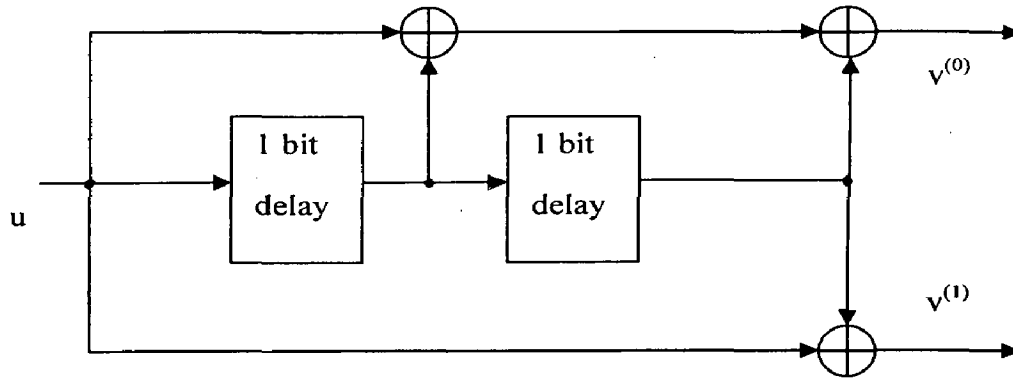 v(0)
1 bit
delay
1 bit
delay
u
v(1)